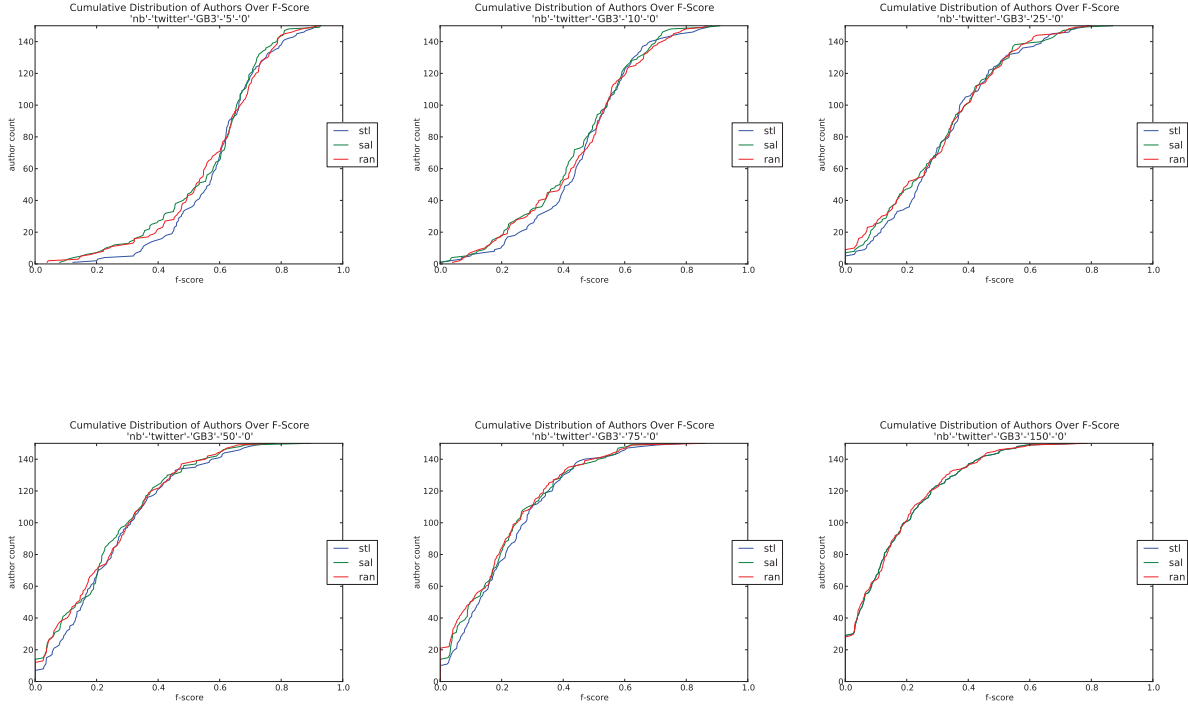 Cumulative Distribution of Authors Over F-Score
'nb'-'twitter'-'GB3'-'5'-'0'
140
120
100
80
60
40
20
0
0.0 0.2 0.4 0.6 0.8 1.0
author count
f-score
stl
sal
ran
Cumulative Distribution of Authors Over F-Score
'nb'-'twitter'-'GB3'-'10'-'0'
140
120
100
80
60
40
20
0
0.0 0.2 0.4 0.6 0.8 1.0
author count
f-score
stl
sal
ran
Cumulative Distribution of Authors Over F-Score
'nb'-'twitter'-'GB3'-'25'-'0'
140
120
100
80
60
40
20
0
0.0 0.2 0.4 0.6 0.8 1.0
author count
f-score
stl
sal
ran
Cumulative Distribution of Authors Over F-Score
'nb'-'twitter'-'GB3'-'50'-'0'
140
120
100
80
60
40
20
0
0.0 0.2 0.4 0.6 0.8 1.0
author count
f-score
stl
sal
ran
Cumulative Distribution of Authors Over F-Score
'nb'-'twitter'-'GB3'-'75'-'0'
140
120
100
80
60
40
20
0
0.0 0.2 0.4 0.6 0.8 1.0
author count
f-score
stl
sal
ran
Cumulative Distribution of Authors Over F-Score
'nb'-'twitter'-'GB3'-'150'-'0'
140
120
100
80
60
40
20
0
0.0 0.2 0.4 0.6 0.8 1.0
author count
f-score
stl
sal
ran